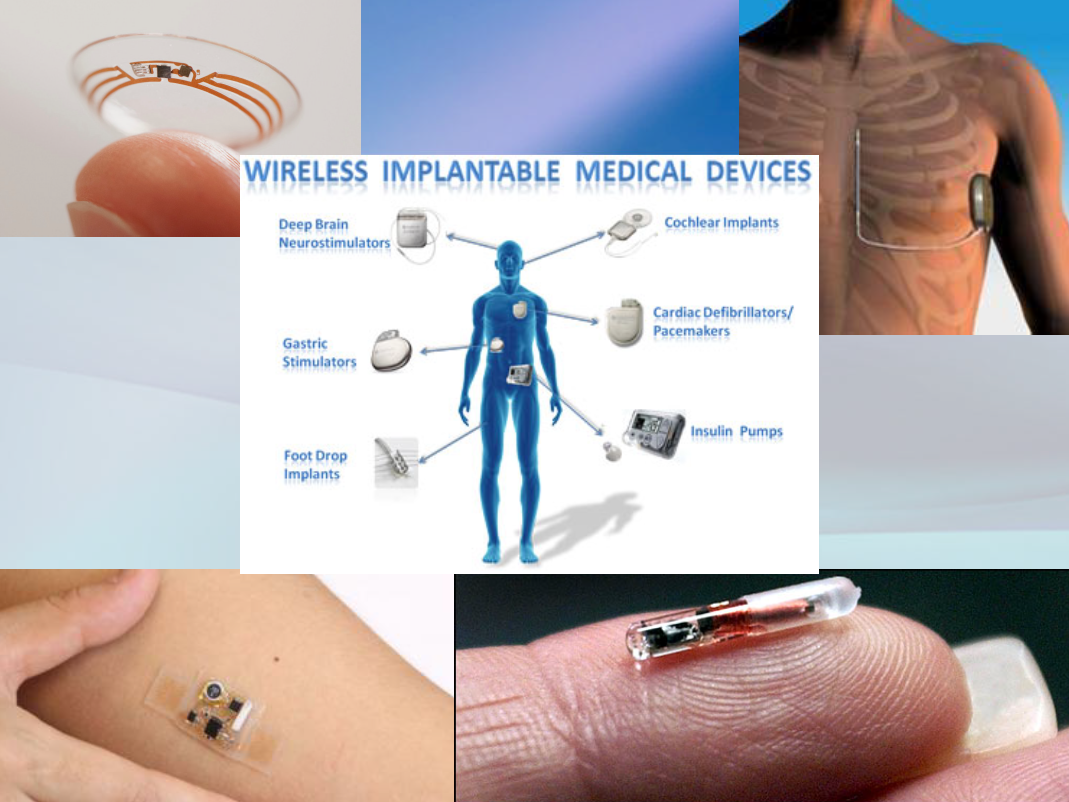 WIRELESS IMPLANTABLE MEDICAL DEVICES
Deep Brain
Neurostimulators
Cochlear Implants
Gastric
Stimulators
Cardiac Defibrillators/
Pacemakers
Foot Drop
Implants
Insulin Pumps